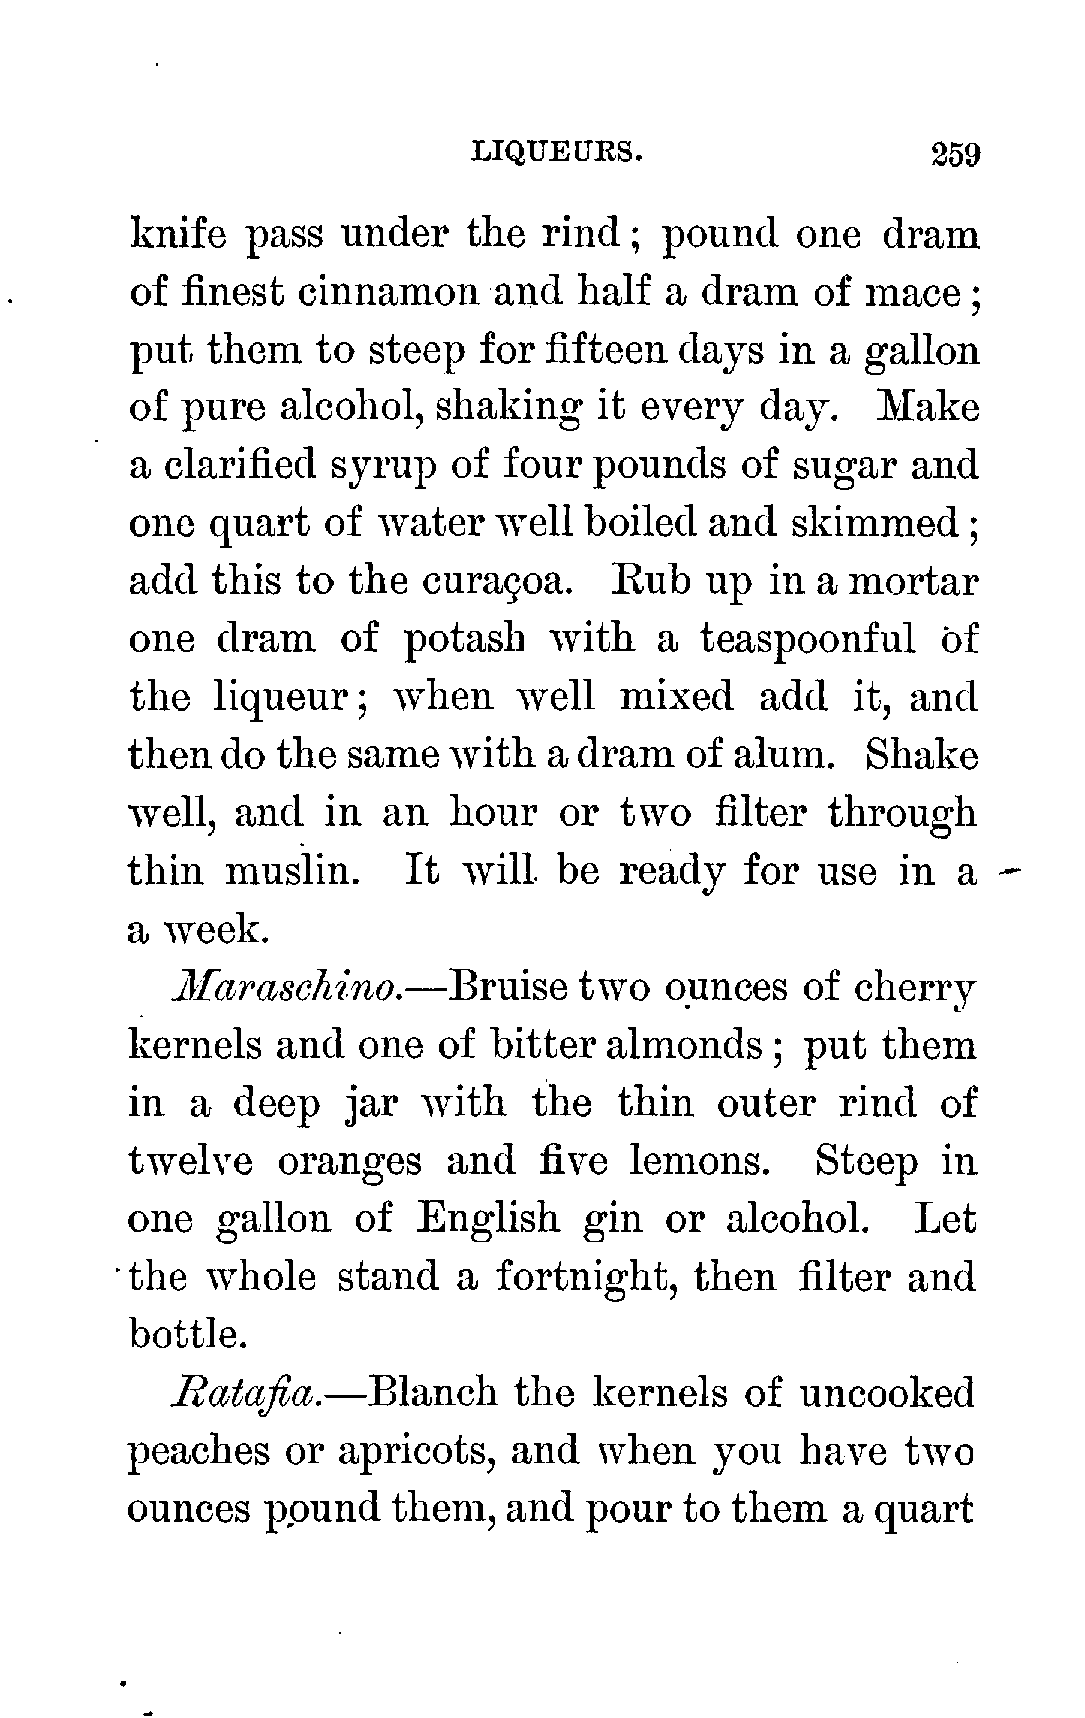 LIQUEURS. 259
knife pass under the rind; pound one dram
of finest cinnamon and half a dram of mace;
put them to steep for fifteen days in a gallon
of pure alcohol, shaking it every day. Make
a clarified syrup of four pounds of sugar and
one quart of water well boiled and skimmed;
add this to the curaçoa. Rub up in a mortar
one dram of potash with a teaspoonful of
the liqueur; when well mixed add it, and
then do the same with a dram of alum. Shake
well, and in an hour or two filter through
thin muslin. It will be ready for use in a
a week.
Maraschino.—Bruise two ounces of cherry
kernels and one of bitter almonds; put them
in a deep jar with the thin outer rind of
twelve oranges and five lemons. Steep in
one gallon of English gin or alcohol. Let
the whole stand a fortnight, then filter and
bottle.
Ratafia.—Blanch the kernels of uncooked
peaches or apricots, and when you have two
ounces pound them, and pour to them a quart